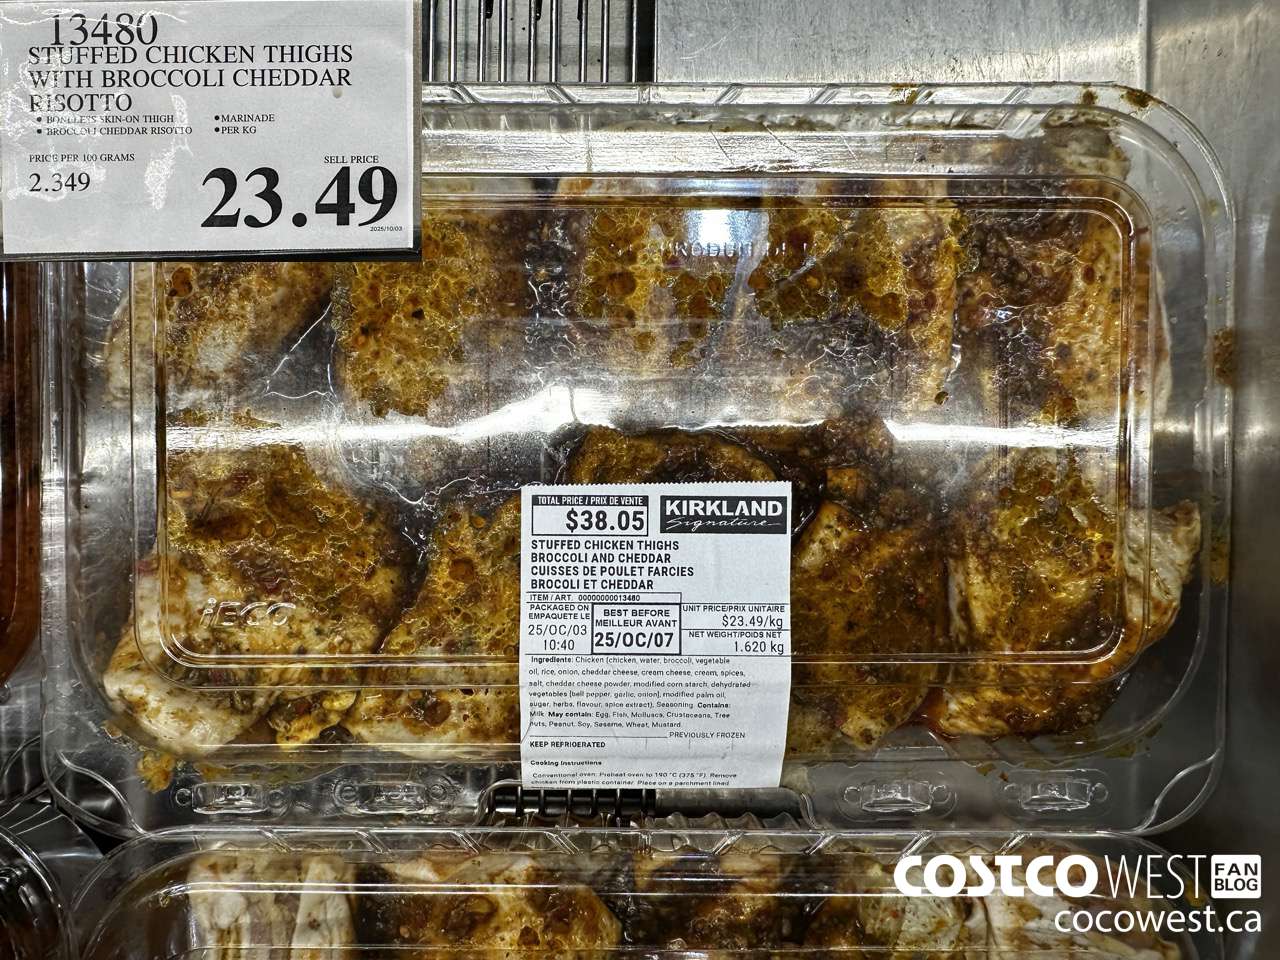 13480
STUFFED CHICKEN THIGHS
WITH BROCCOLI CHEDDAR
RISOTTO
• BONELESS SKIN-ON THIGH
• BROCCOLI CHEDDAR RISOTTO
• MARINADE
• PER KG
PRICE PER 100 GRAMS
2.349
SELL PRICE
23.49
2025/10/03
PRODUIT OF
iECO
TOTAL PRICE / PRIX DE VENTE
$38.05
KIRKLAND
Signature
STUFFED CHICKEN THIGHS
BROCCOLI AND CHEDDAR
CUISSES DE POULET FARCIES
BROCOLI ET CHEDDAR
ITEM / ART. 00000000013480
PACKAGED ON
EMPAQUETÉ LE
25/OC/03
10:40
BEST BEFORE
MEILLEUR AVANT
25/OC/07
UNIT PRICE/PRIX UNITAIRE
$23.49/kg
NET WEIGHT/POIDS NET
1.620 kg
Ingredients: Chicken (chicken, water, broccoli, vegetable
oil, rice, onion, cheddar cheese, cream cheese, cream, spices,
salt, cheddar cheese powder, modified corn starch, dehydrated
vegetables (bell pepper, garlic, onion), modified palm oil,
sugar, herbs, flavour, spice extract), Seasoning. Contains:
Milk May contain: Egg, Fish, Molluscs, Crustaceans, Tree
nuts, Peanut, Soy, Sesame, Wheat, Mustard.
PREVIOUSLY FROZEN
KEEP REFRIGERATED
Cooking Instructions
Conventional oven: Preheat oven to 190 °C (375 °F). Remove
chicken from plastic container. Place on a parchment lined
COSTCO WEST FAN BLOG
cocowest.ca